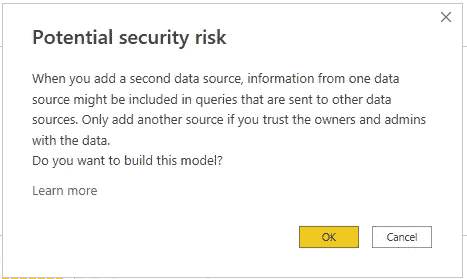 Potential security risk
When you add a second data source, information from one data
source might be included in queries that are sent to other data
sources. Only add another source if you trust the owners and admins
with the data.
Do you want to build this model?
Learn more
OK
Cancel